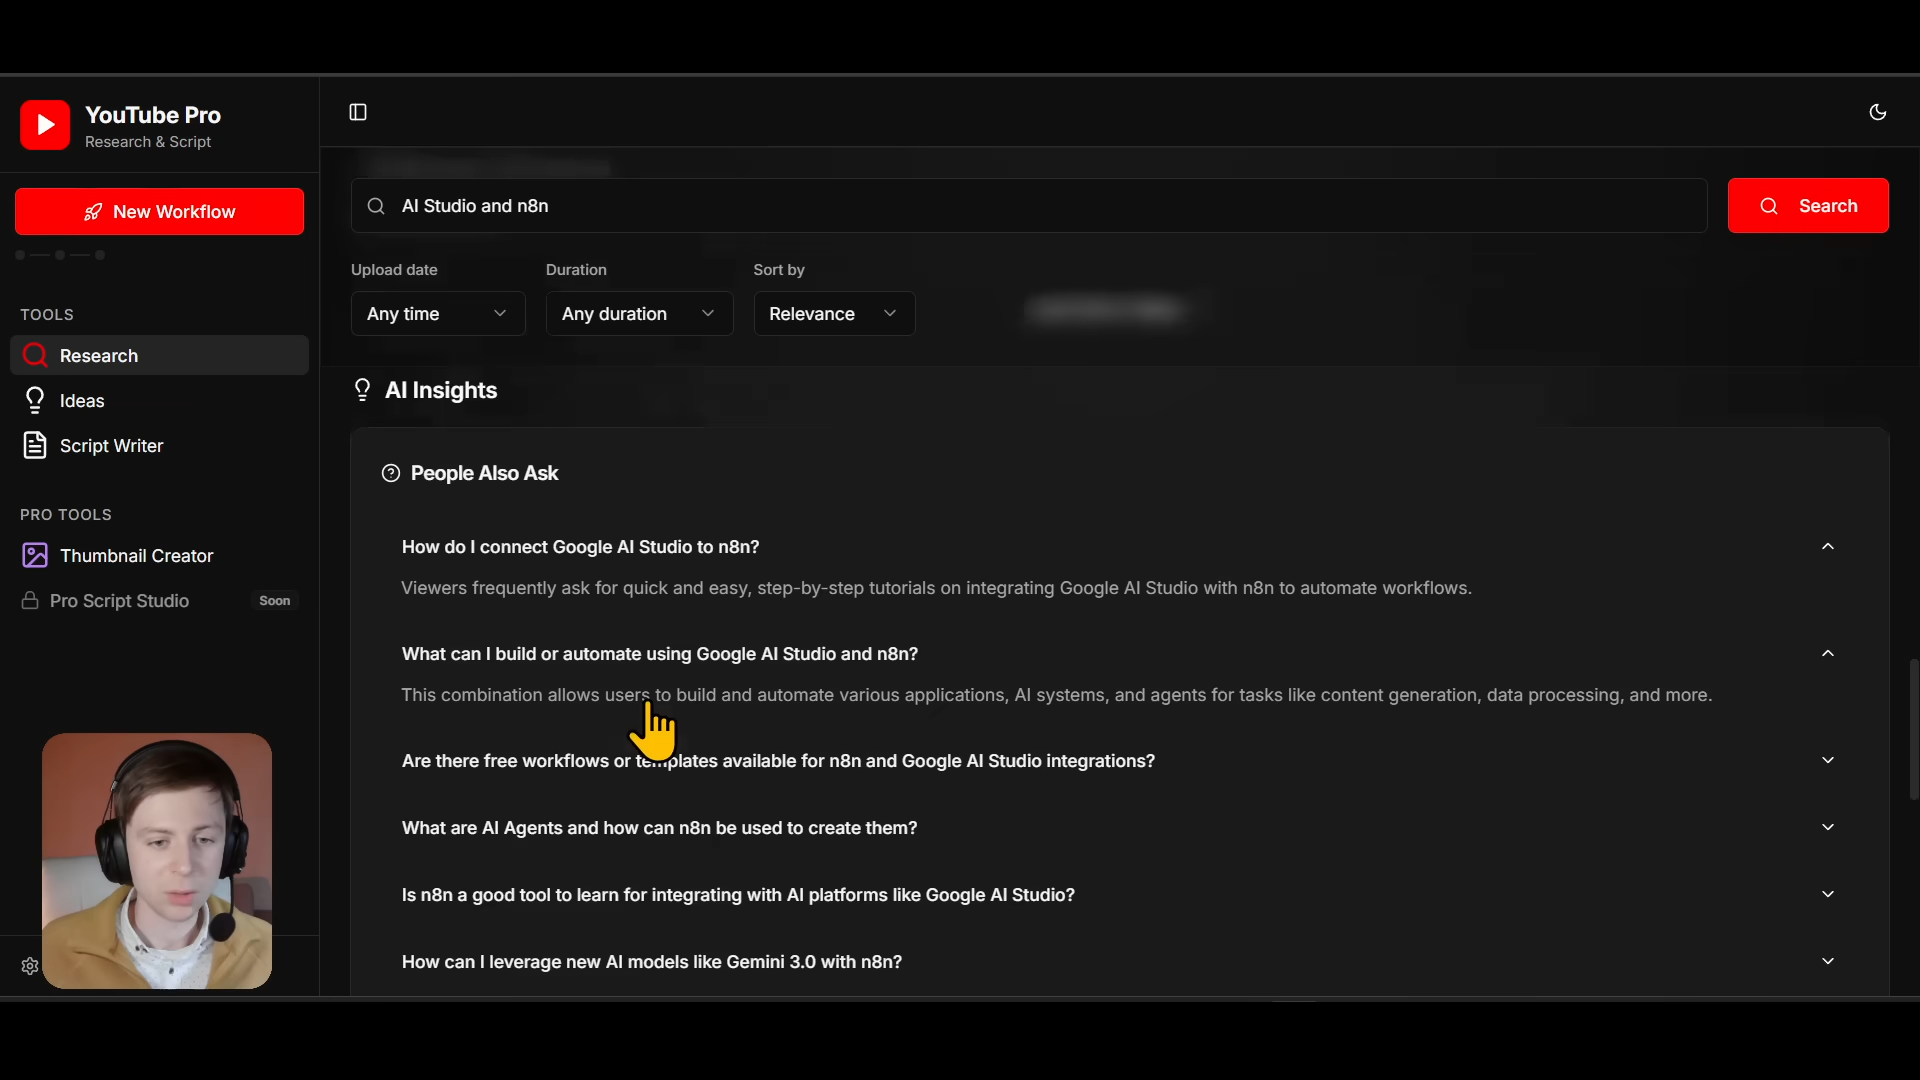 YouTube Pro
Research & Script
New Workflow
TOOLS
Research
Ideas
Script Writer
PRO TOOLS
Thumbnail Creator
Pro Script Studio Soon
AI Studio and n8n
Search
Upload date Duration Sort by
Any time Any duration Relevance
AI Insights
People Also Ask
How do I connect Google AI Studio to n8n?
Viewers frequently ask for quick and easy, step-by-step tutorials on integrating Google AI Studio with n8n to automate workflows.
What can I build or automate using Google AI Studio and n8n?
This combination allows users to build and automate various applications, AI systems, and agents for tasks like content generation, data processing, and more.
Are there free workflows or templates available for n8n and Google AI Studio integrations?
What are AI Agents and how can n8n be used to create them?
Is n8n a good tool to learn for integrating with AI platforms like Google AI Studio?
How can I leverage new AI models like Gemini 3.0 with n8n?